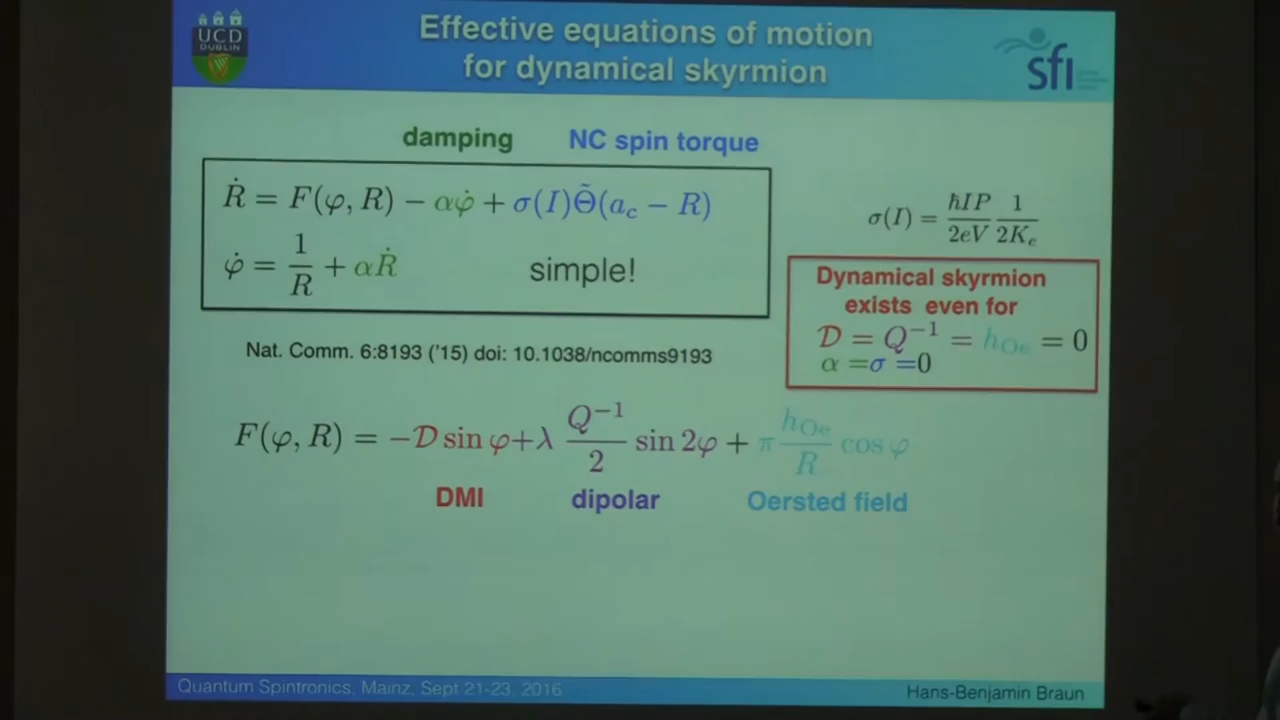 UCD
DUBLIN
Effective equations of motion
for dynamical skyrmion
sfi
damping NC spin torque
Ṙ = F(φ, R) − αφ̇ + σ(I)Θ̃(a_c − R)
φ̇ = 1/R + αṘ simple!
σ(I) = ħIP/2eV 1/2K_e
Dynamical skyrmion
exists even for
𝒟 = Q⁻¹ = h_Oe = 0
α =σ =0
Nat. Comm. 6:8193 ('15) doi: 10.1038/ncomms9193
F(φ, R) = −𝒟 sin φ+λ Q⁻¹/2 sin 2φ + π h_Oe/R cos φ
DMI dipolar Oersted field
Quantum Spintronics, Mainz, Sept 21-23, 2016
Hans-Benjamin Braun